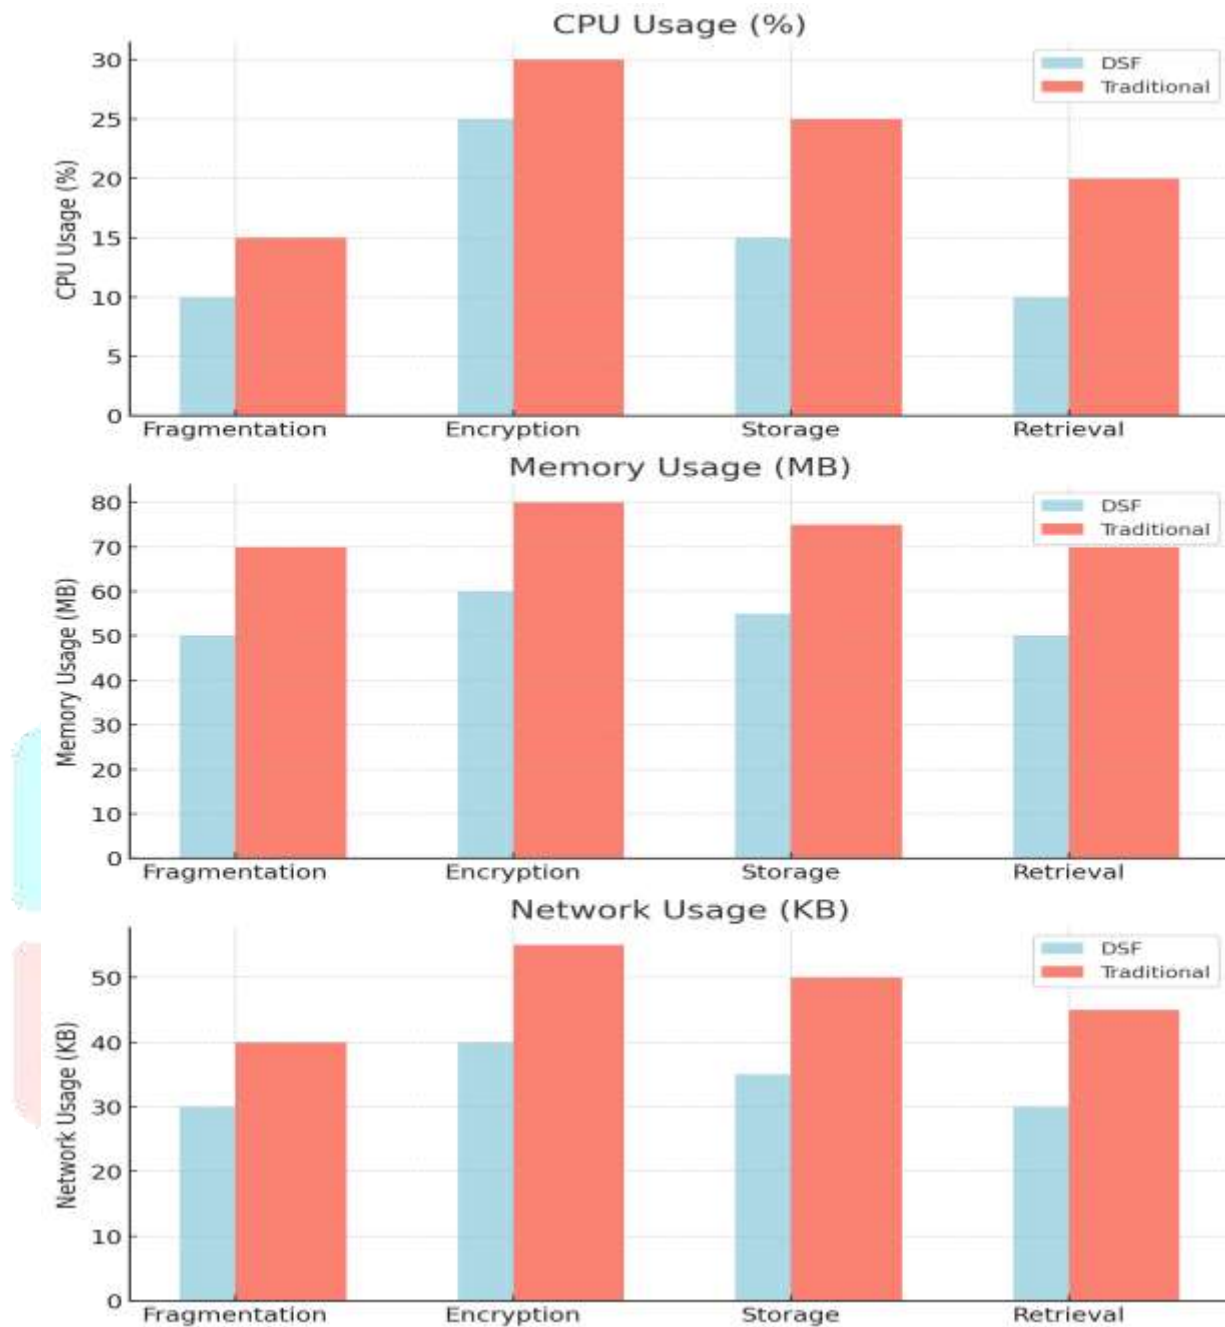 CPU Usage (%)
DSF
Traditional
CPU Usage (%)
30
25
20
15
10
5
0
Fragmentation Encryption Storage Retrieval
Memory Usage (MB)
DSF
Traditional
Memory Usage (MB)
80
70
60
50
40
30
20
10
0
Fragmentation Encryption Storage Retrieval
Network Usage (KB)
DSF
Traditional
Network Usage (KB)
50
40
30
20
10
0
Fragmentation Encryption Storage Retrieval